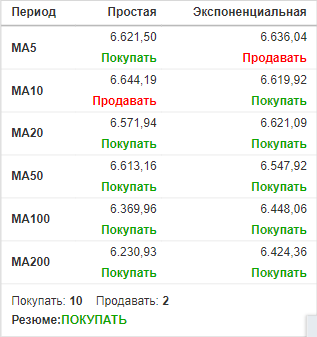 Период Простая Экспоненциальная
MA5 6.621,50 6.636,04
Покупать Продавать
MA10 6.644,19 6.619,92
Продавать Покупать
MA20 6.571,94 6.621,09
Покупать Покупать
MA50 6.613,16 6.547,92
Покупать Покупать
MA100 6.369,96 6.448,06
Покупать Покупать
MA200 6.230,93 6.424,36
Покупать Покупать
Покупать: 10 Продавать: 2
Резюме:ПОКУПАТЬ